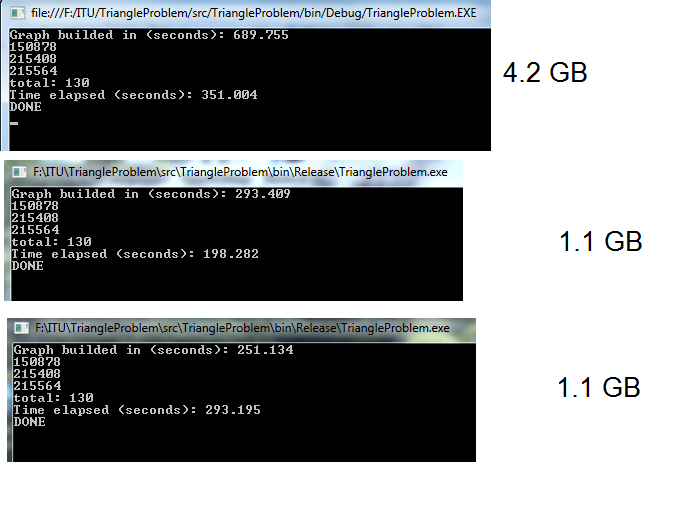 file:///F:/ITU/TriangleProblem/src/TriangleProblem/bin/Debug/TriangleProblem.EXE
Graph builded in (seconds): 689.755
150878
215408
215564
total: 130
Time elapsed (seconds): 351.004
DONE
4.2 GB
F:\ITU\TriangleProblem\src\TriangleProblem\bin\Release\TriangleProblem.exe
Graph builded in (seconds): 293.409
150878
215408
215564
total: 130
Time elapsed (seconds): 198.282
DONE
1.1 GB
F:\ITU\TriangleProblem\src\TriangleProblem\bin\Release\TriangleProblem.exe
Graph builded in (seconds): 251.134
150878
215408
215564
total: 130
Time elapsed (seconds): 293.195
DONE
1.1 GB